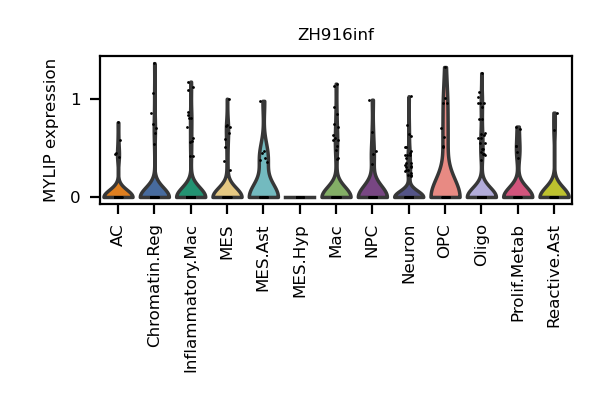 ZH916inf
MYLIP expression
1
0
AC
Chromatin.Reg
Inflammatory.Mac
MES
MES.Ast
MES.Hyp
Mac
NPC
Neuron
OPC
Oligo
Prolif.Metab
Reactive.Ast